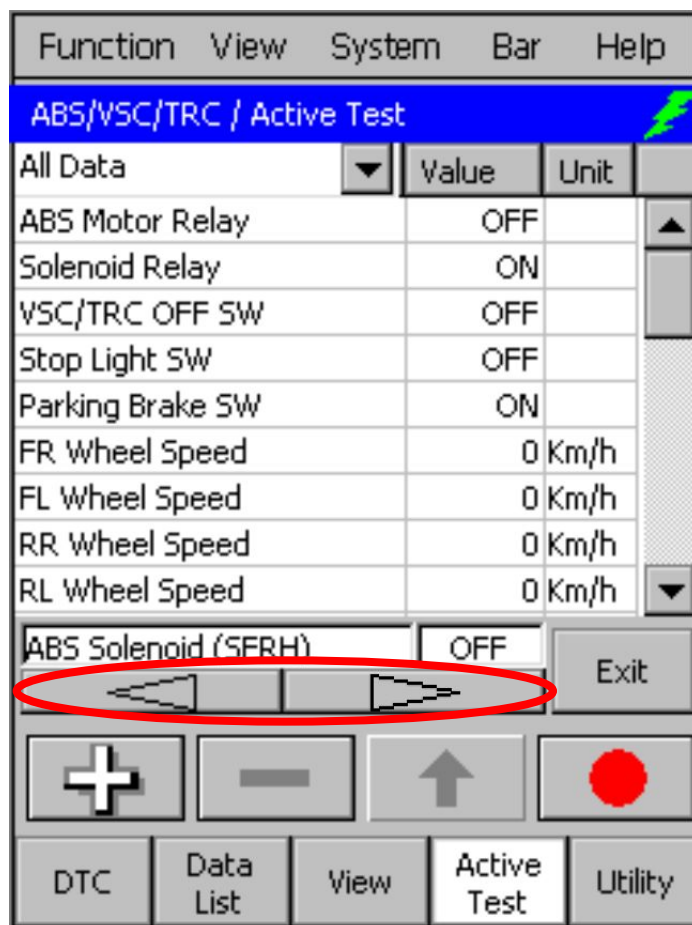 Function View System Bar Help
ABS/VSC/TRC / Active Test
All Data Value Unit
ABS Motor Relay OFF
Solenoid Relay ON
VSC/TRC OFF SW OFF
Stop Light SW OFF
Parking Brake SW ON
FR Wheel Speed 0 Km/h
FL Wheel Speed 0 Km/h
RR Wheel Speed 0 Km/h
RL Wheel Speed 0 Km/h
ABS Solenoid (SFRH) OFF
Exit
DTC Data List View Active Test Utility